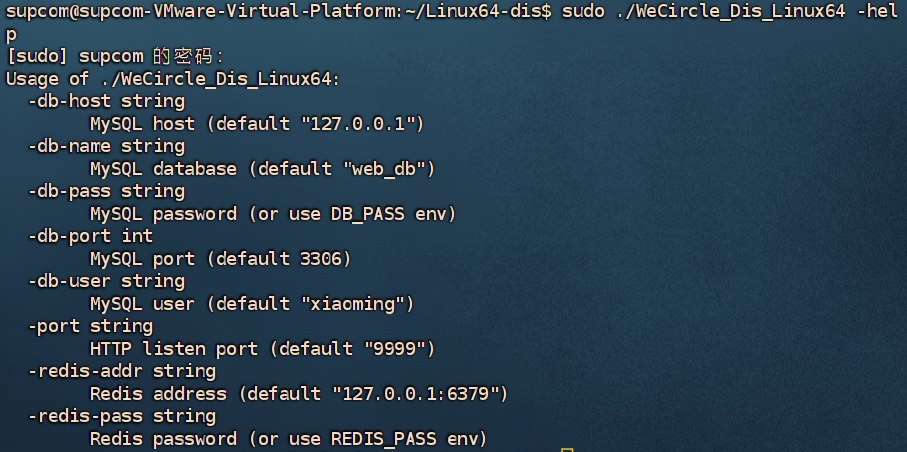 supcom@supcom-VMware-Virtual-Platform:~/Linux64-dis$ sudo ./WeCircle_Dis_Linux64 -hel
p
[sudo] supcom 的密码:
Usage of ./WeCircle_Dis_Linux64:
  -db-host string
        MySQL host (default "127.0.0.1")
  -db-name string
        MySQL database (default "web_db")
  -db-pass string
        MySQL password (or use DB_PASS env)
  -db-port int
        MySQL port (default 3306)
  -db-user string
        MySQL user (default "xiaoming")
  -port string
        HTTP listen port (default "9999")
  -redis-addr string
        Redis address (default "127.0.0.1:6379")
  -redis-pass string
        Redis password (or use REDIS_PASS env)